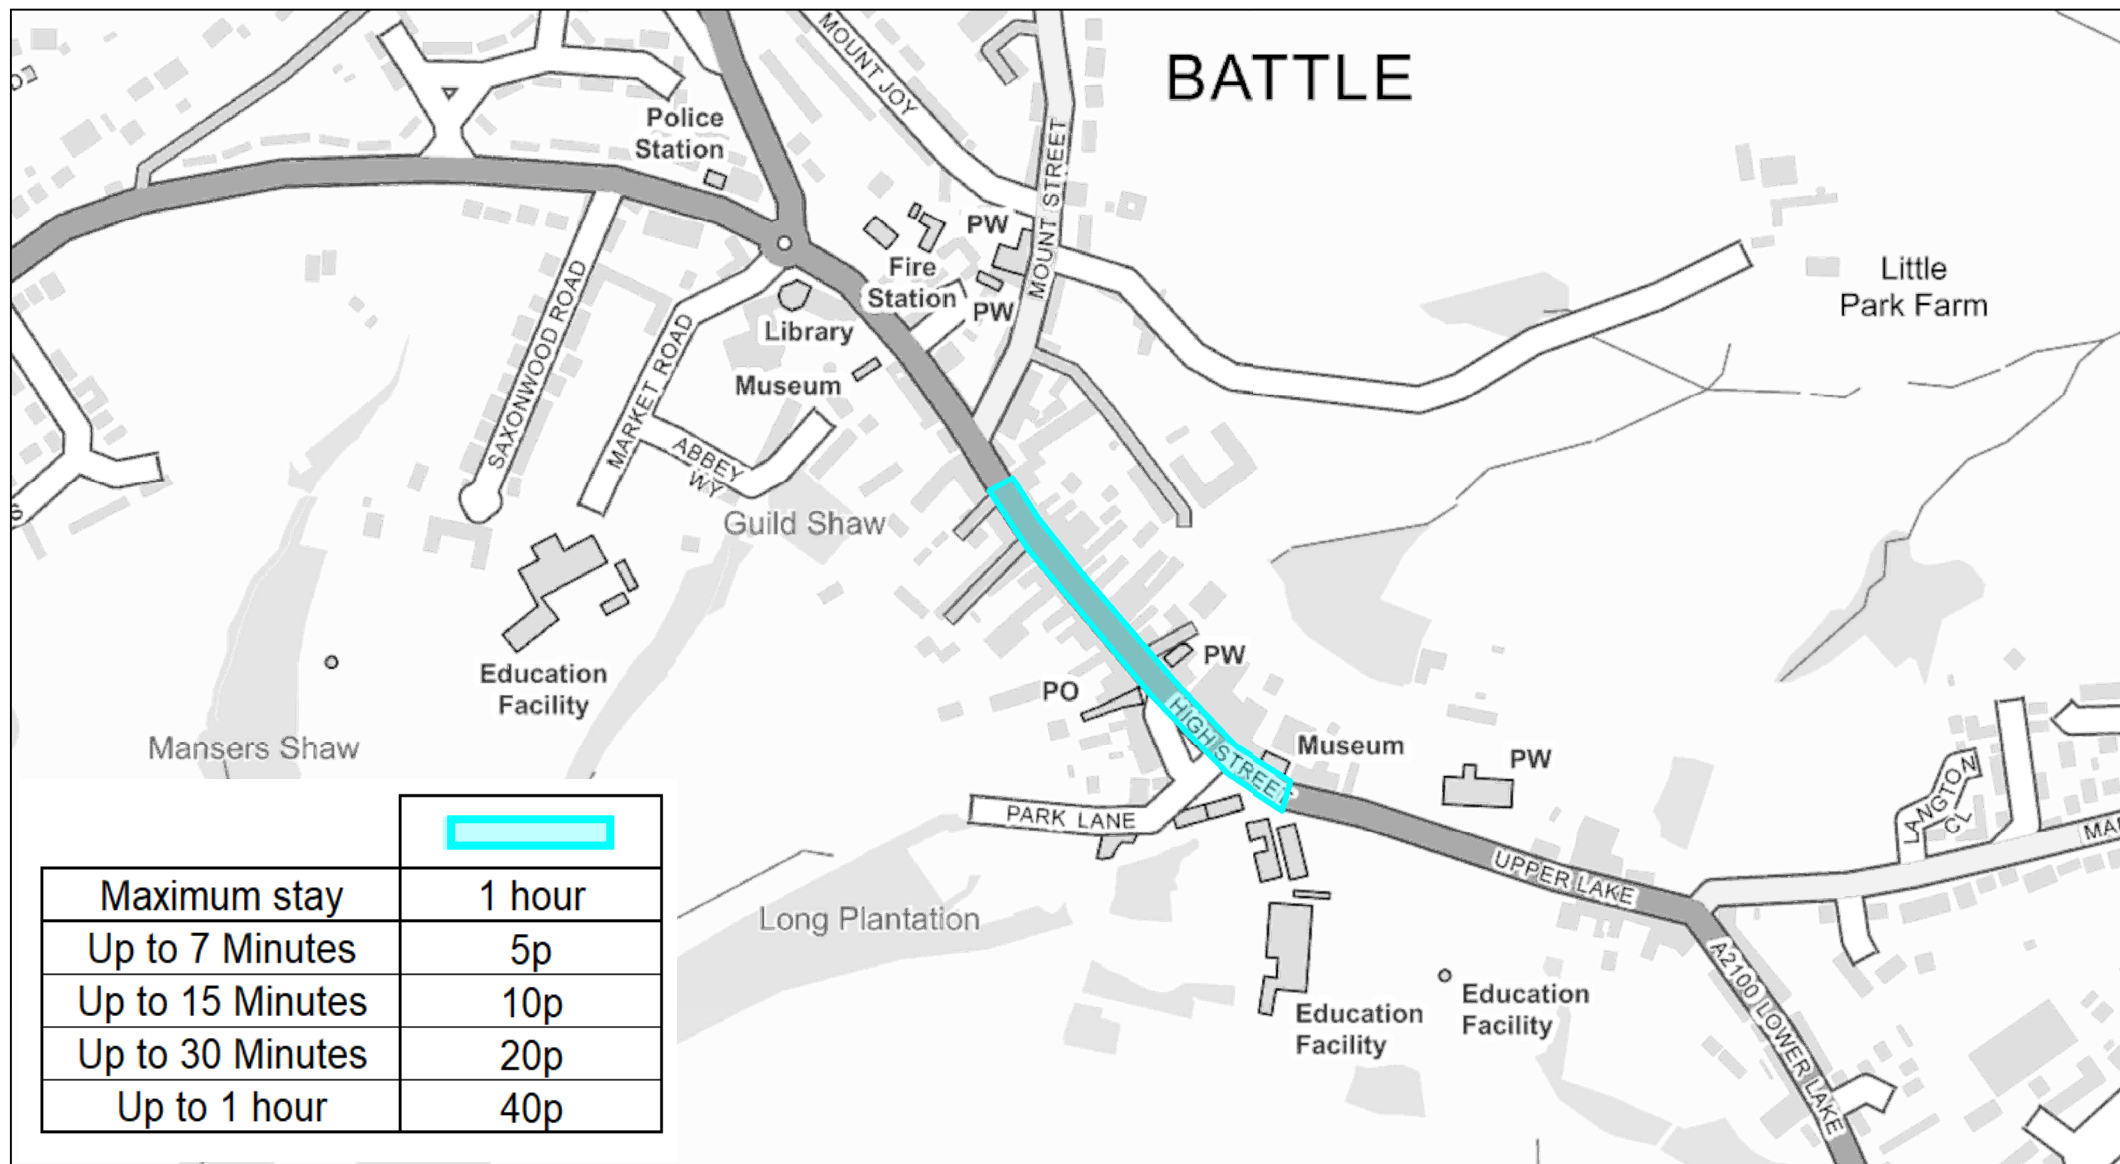 BATTLE
MOUNT JOY
Police
Station
MOUNT STREET
PW
Fire
Station
PW
Little
Park Farm
Library
SAXONWOOD ROAD
MARKET ROAD
Museum
ABBEY
WY
Guild Shaw
Education
Facility
PW
PO
HIGH STREET
Mansers Shaw
Museum
PW
PARK LANE
LANGTON
CL
UPPER LAKE
Long Plantation
A2100 LOWER LAKE
Education
Facility
Education
Facility
Maximum stay 1 hour
Up to 7 Minutes 5p
Up to 15 Minutes 10p
Up to 30 Minutes 20p
Up to 1 hour 40p